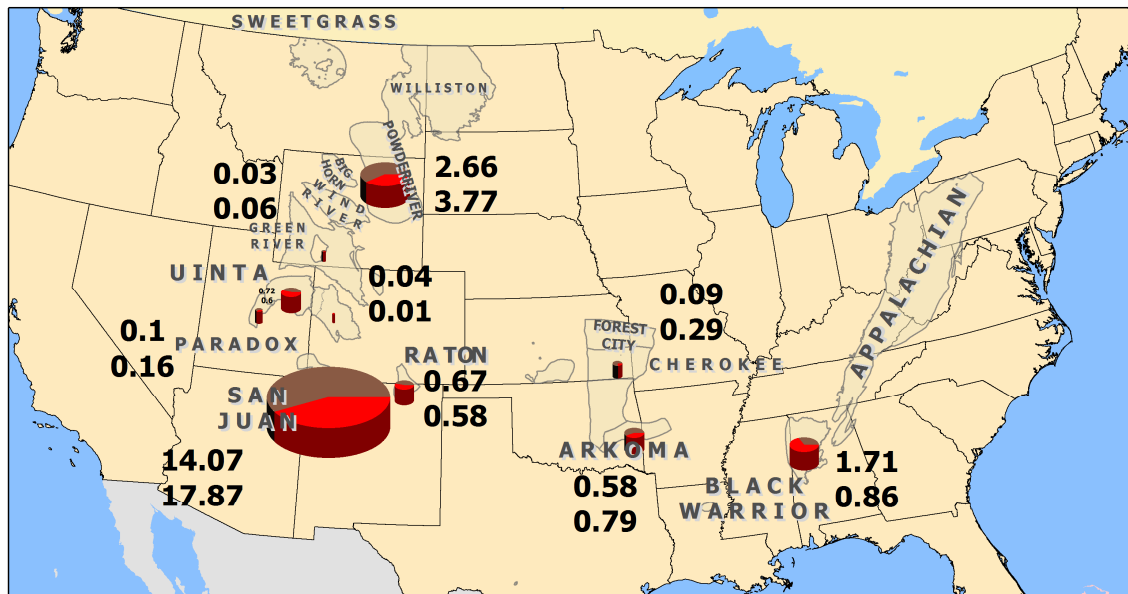 SWEETGRASS
WILLISTON
POWDER RIVER
BIG
HORN
WIND
RIVER
0.03
0.06
2.66
3.77
GREEN
RIVER
UINTA
0.72
0.6
0.04
0.01
0.1
0.16
PARADOX
0.09
0.29
FOREST
CITY
CHEROKEE
APPALACHIAN
RATON
0.67
0.58
SAN
JUAN
14.07
17.87
ARKOMA
0.58
0.79
BLACK
WARRIOR
1.71
0.86